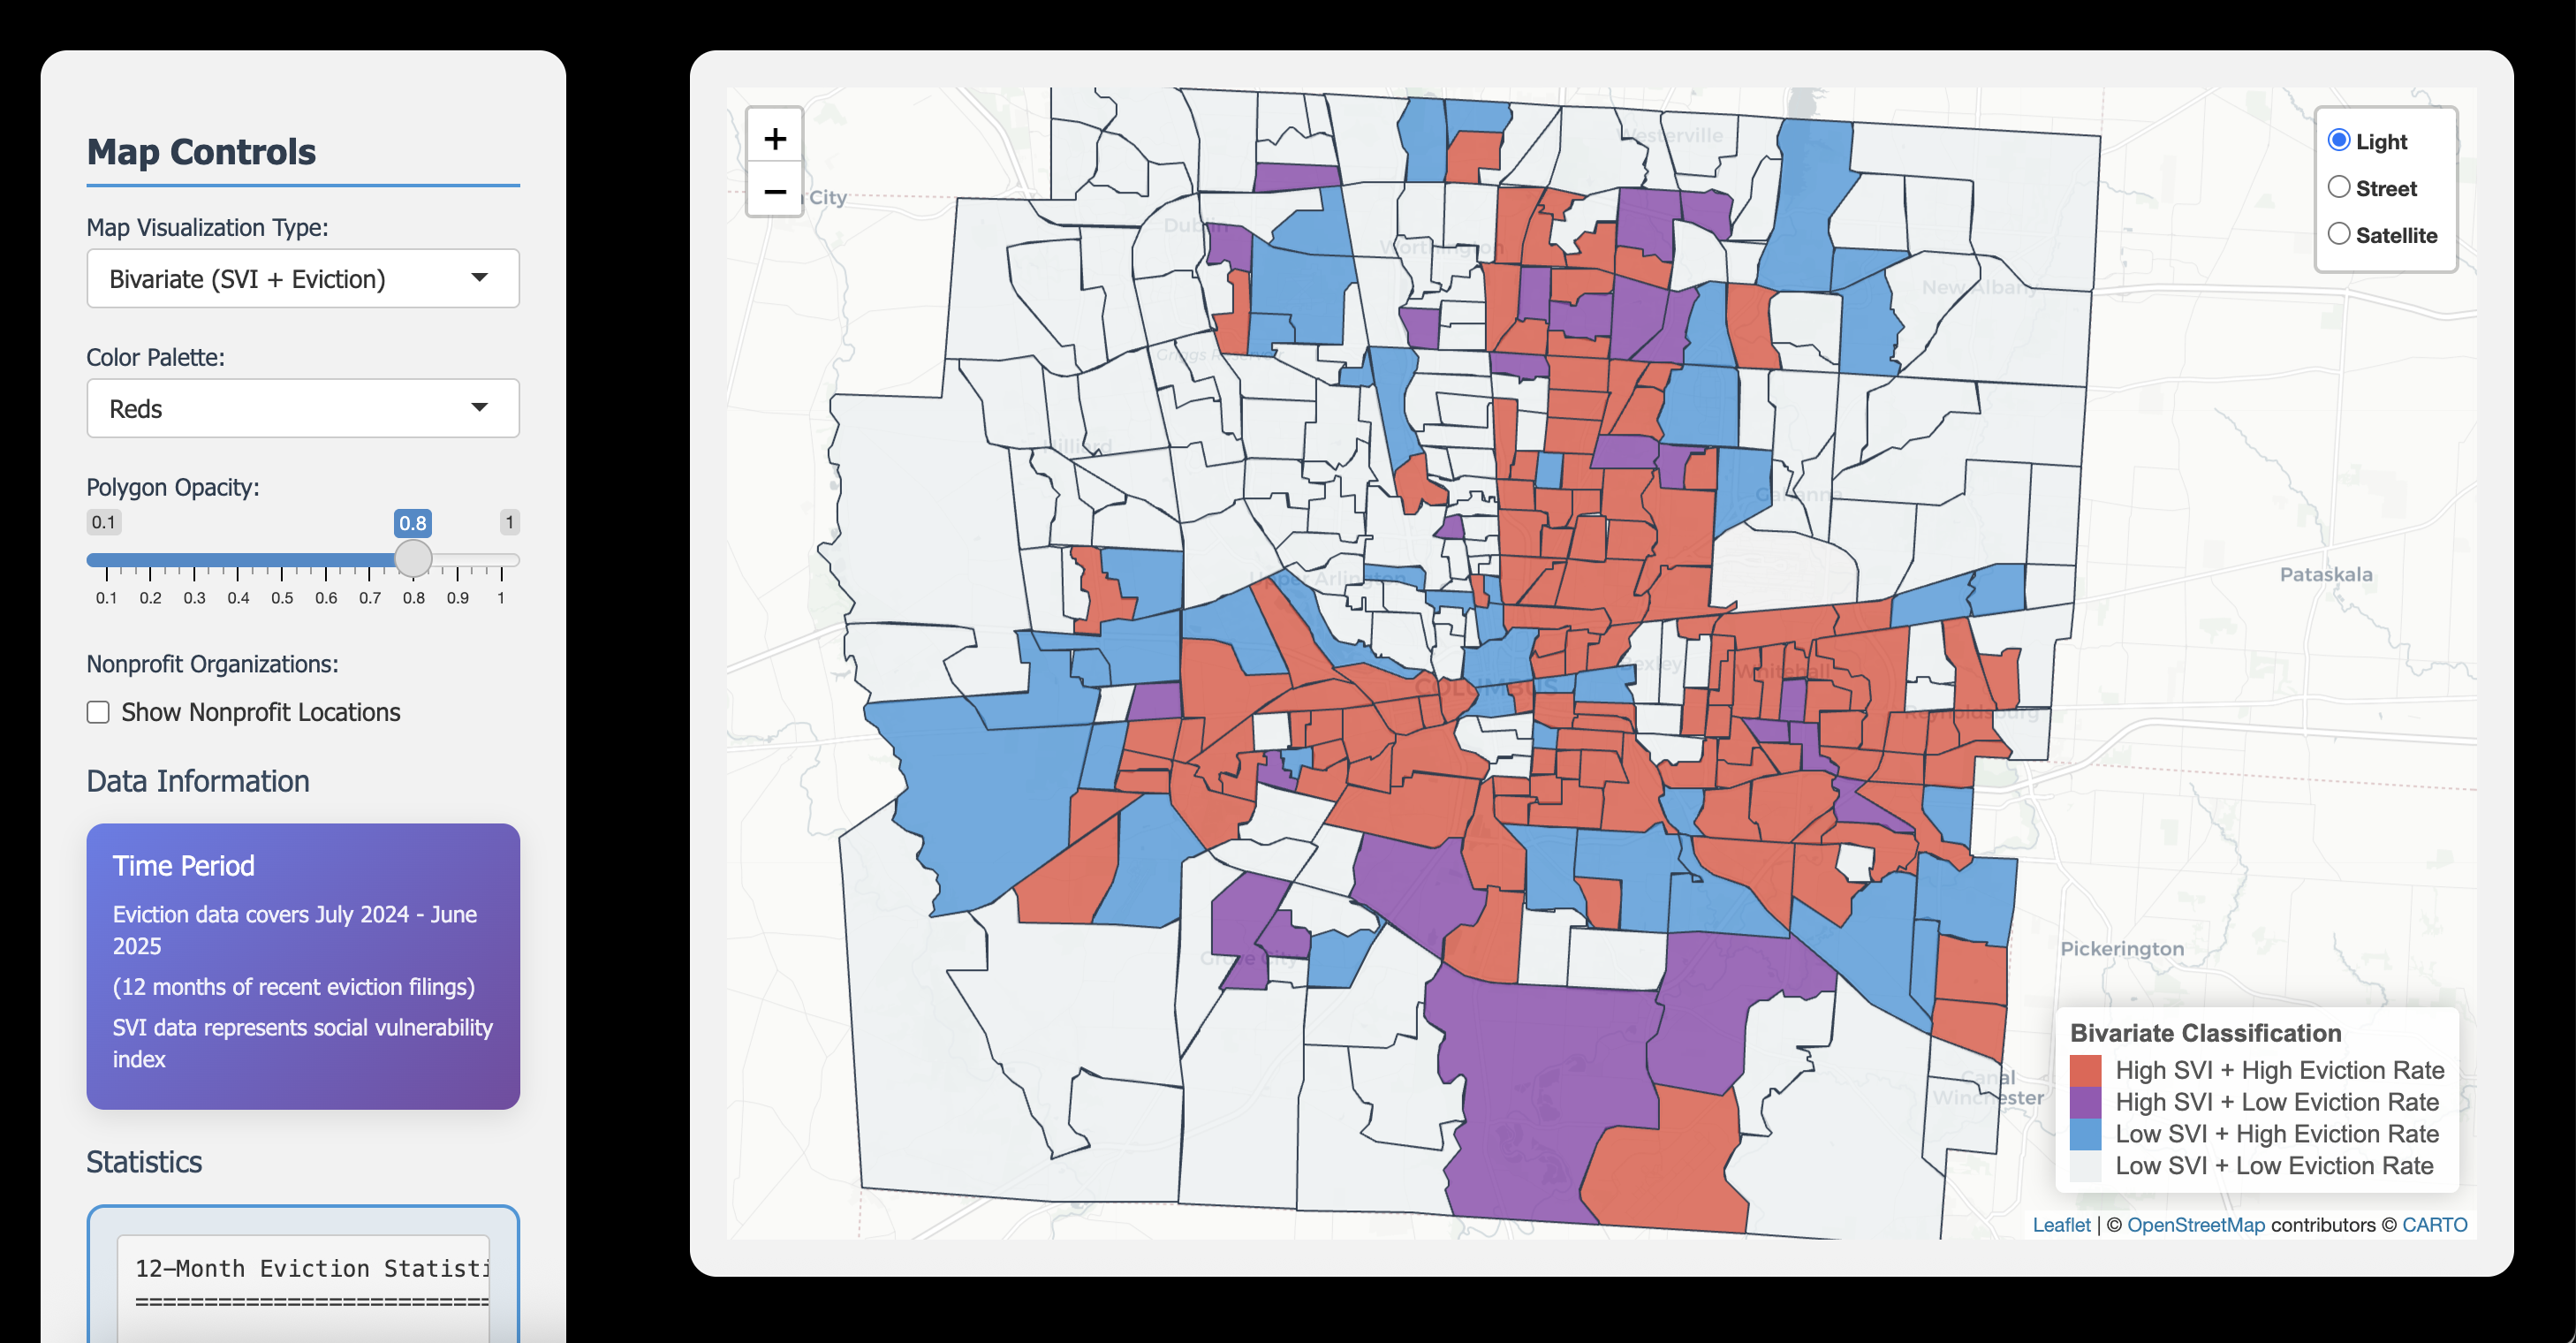 Map Controls
Map Visualization Type:
Bivariate (SVI + Eviction)
Color Palette:
Reds
Polygon Opacity:
0.1
0.8
1
0.1 0.2 0.3 0.4 0.5 0.6 0.7 0.8 0.9 1
Nonprofit Organizations:
Show Nonprofit Locations
Data Information
Time Period
Eviction data covers July 2024 - June
2025
(12 months of recent eviction filings)
SVI data represents social vulnerability
index
Statistics
12-Month Eviction Statisti
==========================
+
−
City
Dublin
Westerville
Worthington
New Albany
Griggs Reservoir
Hilliard
Gahanna
Upper Arlington
Pataskala
Bexley
Whitehall
COLUMBUS
Reynoldsburg
Grove City
Pickerington
Canal
Winchester
Light
Street
Satellite
Bivariate Classification
High SVI + High Eviction Rate
High SVI + Low Eviction Rate
Low SVI + High Eviction Rate
Low SVI + Low Eviction Rate
Leaflet | © OpenStreetMap contributors © CARTO